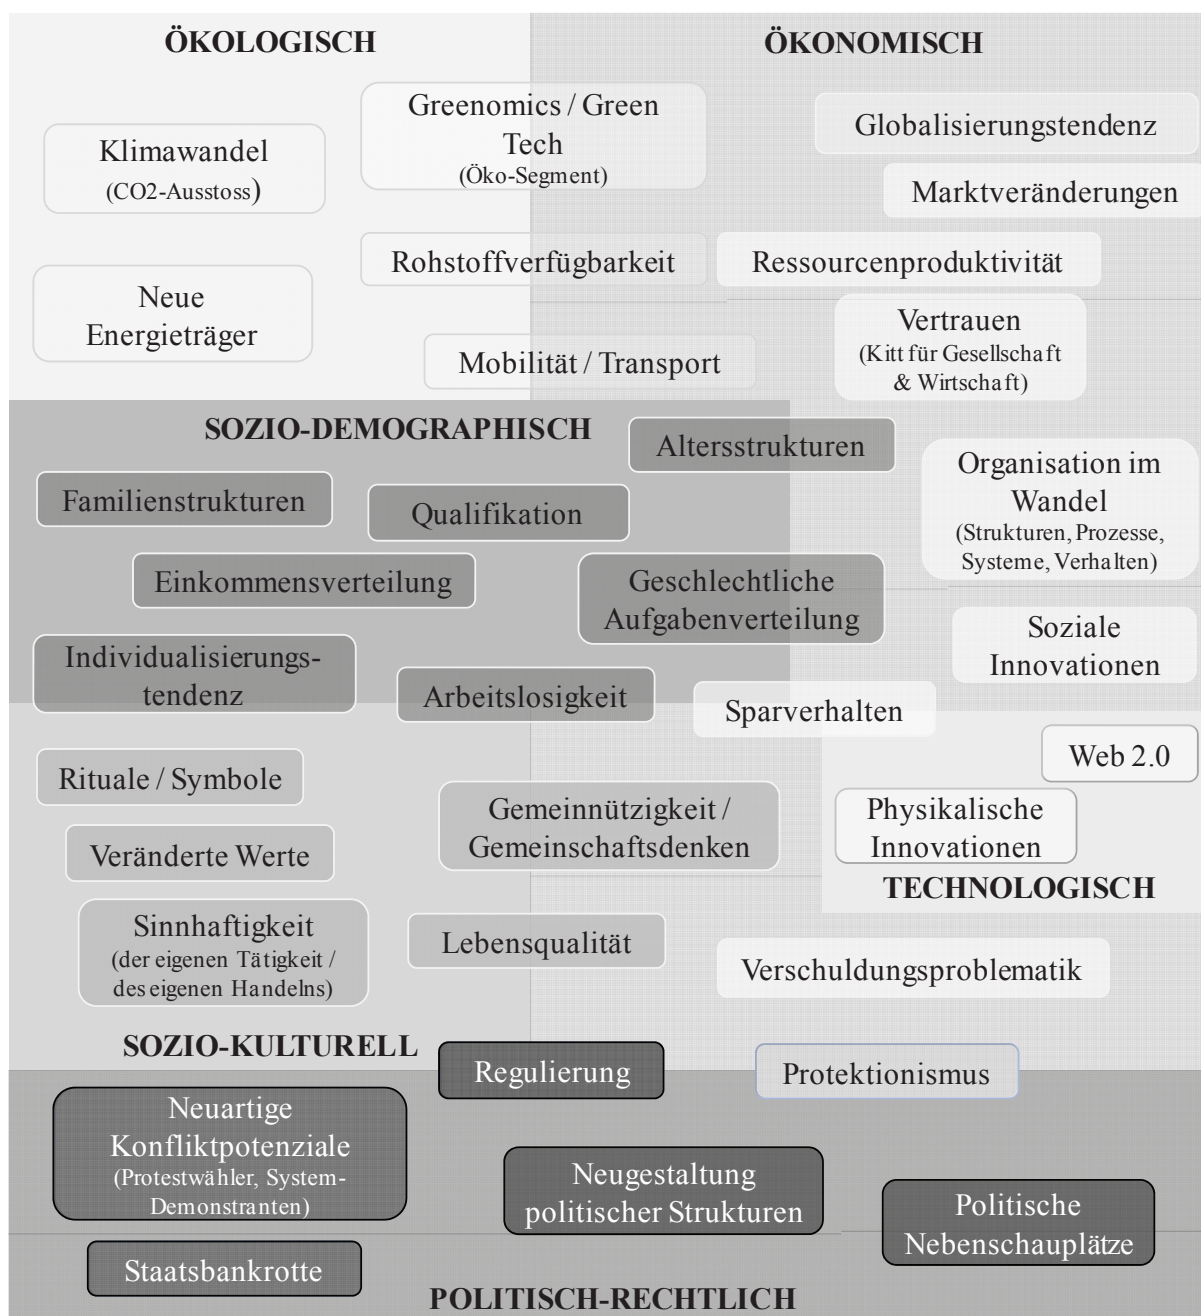 ÖKOLOGISCH
ÖKONOMISCH
Klimawandel
(CO2-Ausstoss)
Greenomics / Green
Tech
(Öko-Segment)
Globalisierungstendenz
Marktveränderungen
Rohstoffverfügbarkeit
Ressourcenproduktivität
Neue
Energieträger
Mobilität / Transport
Vertrauen
(Kitt für Gesellschaft
& Wirtschaft)
SOZIO-DEMOGRAPHISCH
Altersstrukturen
Familienstrukturen
Qualifikation
Organisation im
Wandel
(Strukturen, Prozesse,
Systeme, Verhalten)
Einkommensverteilung
Geschlechtliche
Aufgabenverteilung
Individualisierungs-
tendenz
Arbeitslosigkeit
Soziale
Innovationen
Sparverhalten
Web 2.0
Rituale / Symbole
Gemeinnützigkeit /
Gemeinschaftsdenken
Physikalische
Innovationen
Veränderte Werte
TECHNOLOGISCH
Sinnhaftigkeit
(der eigenen Tätigkeit /
des eigenen Handelns)
Lebensqualität
Verschuldungsproblematik
SOZIO-KULTURELL
Regulierung
Protektionismus
Neuartige
Konfliktpotenziale
(Protestwähler, System-
Demonstranten)
Neugestaltung
politischer Strukturen
Politische
Nebenschauplätze
Staatsbankrotte
POLITISCH-RECHTLICH